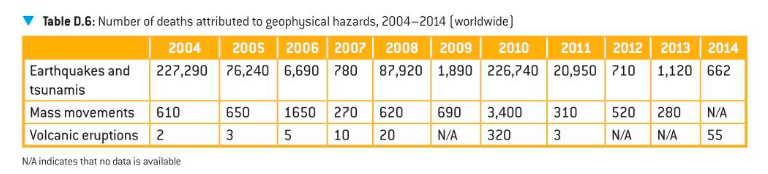 ▼ Table D.6: Number of deaths attributed to geophysical hazards, 2004–2014 (worldwide)
2004 2005 2006 2007 2008 2009 2010 2011 2012 2013 2014
Earthquakes and 227,290 76,240 6,690 780 87,920 1,890 226,740 20,950 710 1,120 662
tsunamis
Mass movements 610 650 1650 270 620 690 3,400 310 520 280 N/A
Volcanic eruptions 2 3 5 10 20 N/A 320 3 N/A N/A 55
N/A indicates that no data is available